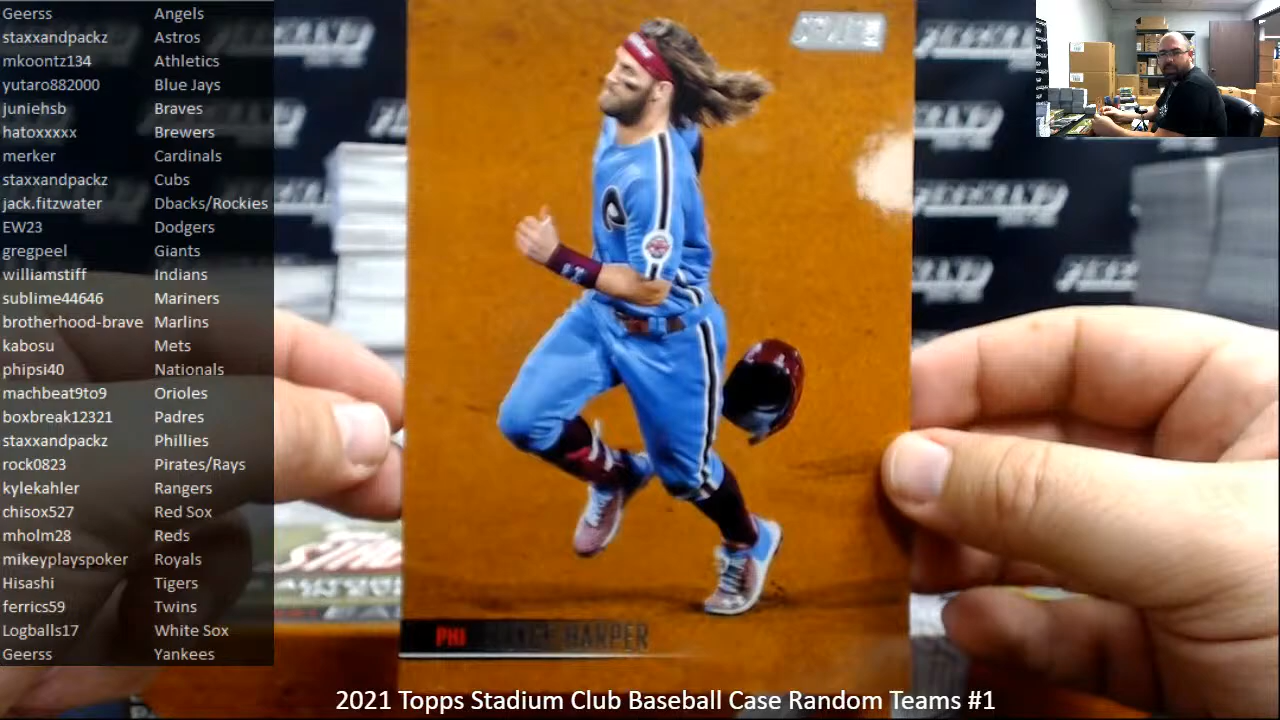 Geerss Angels
staxxandpackz Astros
mkoontz134 Athletics
yutaro882000 Blue Jays
juniehsb Braves
hatoxxxxx Brewers
merker Cardinals
staxxandpackz Cubs
jack.fitzwater Dbacks/Rockies
EW23 Dodgers
gregpeel Giants
williamstiff Indians
sublime44646 Mariners
brotherhood-brave Marlins
kabosu Mets
phipsi40 Nationals
machbeat9to9 Orioles
boxbreak12321 Padres
staxxandpackz Phillies
rock0823 Pirates/Rays
kylekahler Rangers
chisox527 Red Sox
mholm28 Reds
mikeyplayspoker Royals
Hisashi Tigers
ferrics59 Twins
Logballs17 White Sox
Geerss Yankees
PHI HARPER
2021 Topps Stadium Club Baseball Case Random Teams #1